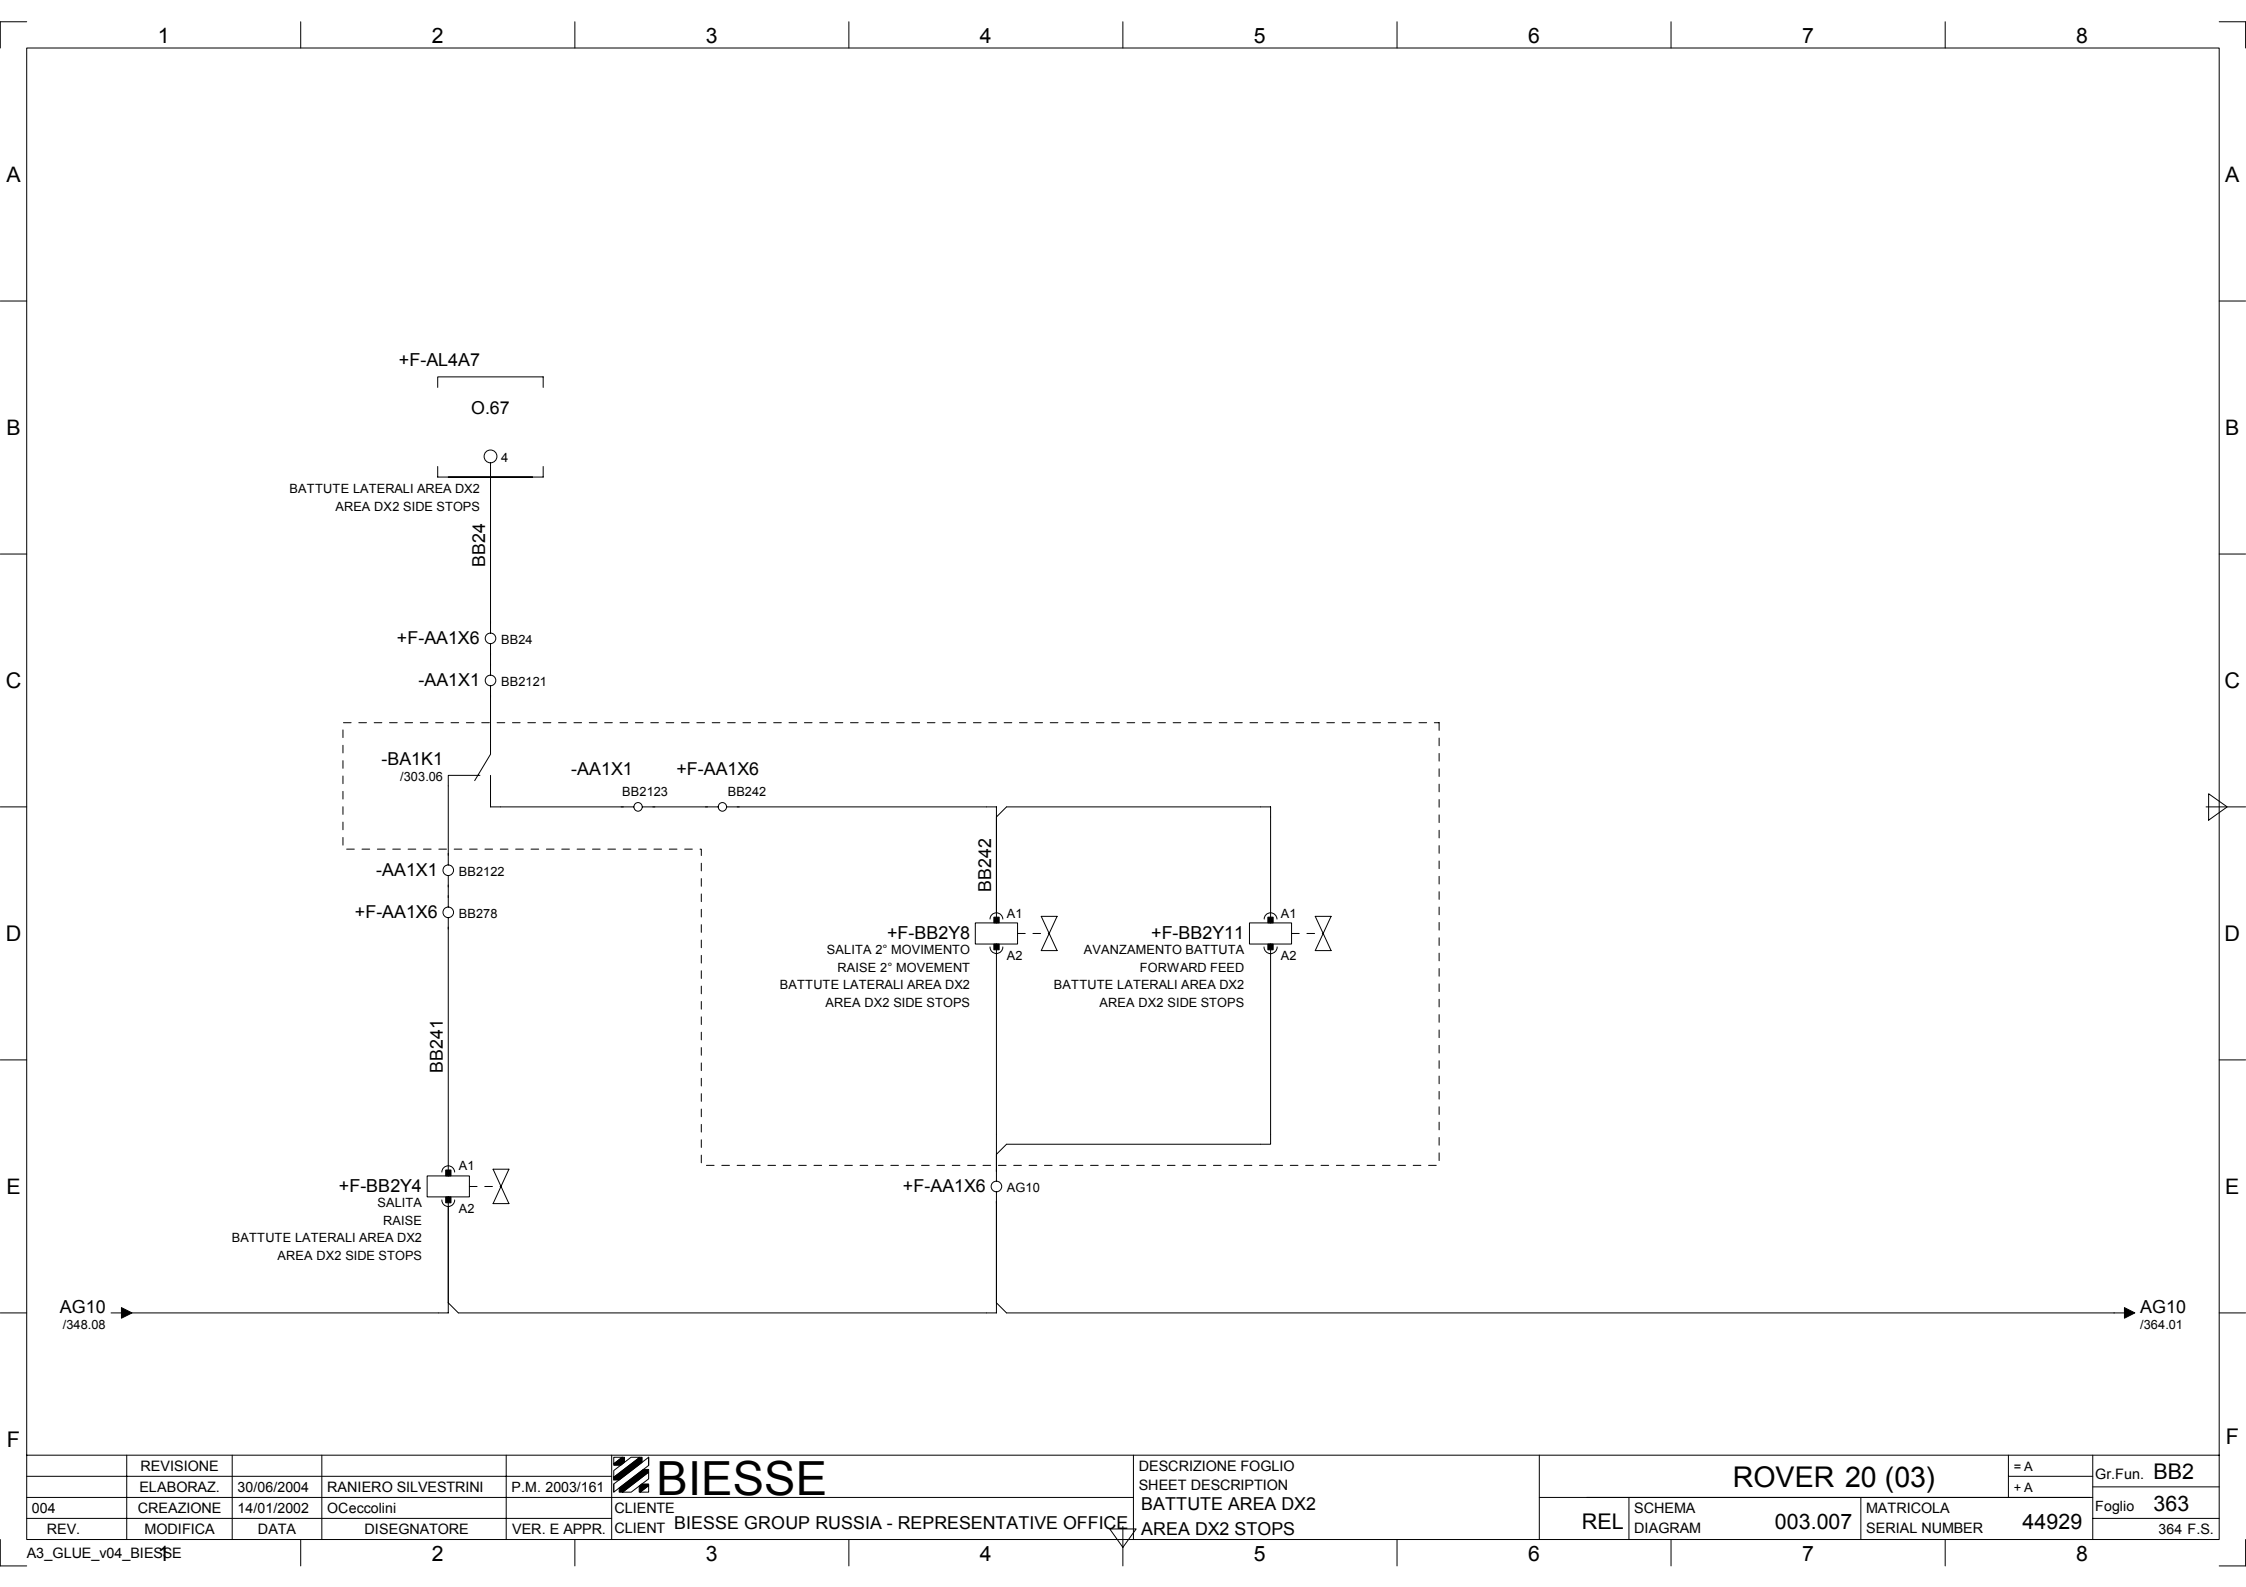 1 2 3 4 5 6 7 8
A A
+F-AL4A7
O.67
B B
4
BATTUTE LATERALI AREA DX2
AREA DX2 SIDE STOPS
BB24
+F-AA1X6 BB24
-AA1X1 BB2121
C C
-BA1K1
/303.06
-AA1X1 +F-AA1X6
BB2123 BB242
-AA1X1 BB2122
+F-AA1X6 BB278
BB242
A1 A1
D D
+F-BB2Y8
SALITA 2° MOVIMENTO
RAISE 2° MOVEMENT
BATTUTE LATERALI AREA DX2
AREA DX2 SIDE STOPS
A2
+F-BB2Y11
AVANZAMENTO BATTUTA
FORWARD FEED
BATTUTE LATERALI AREA DX2
AREA DX2 SIDE STOPS
A2
BB241
A1
E E
+F-BB2Y4
SALITA
RAISE
BATTUTE LATERALI AREA DX2
AREA DX2 SIDE STOPS
A2
+F-AA1X6 AG10
AG10
/348.08
AG10
/364.01
F F
REVISIONE
ELABORAZ. 30/06/2004 RANIERO SILVESTRINI P.M. 2003/161
004 CREAZIONE 14/01/2002 OCeccolini
REV. MODIFICA DATA DISEGNATORE VER. E APPR.
BIESSE
CLIENTE
CLIENT BIESSE GROUP RUSSIA - REPRESENTATIVE OFFICE
DESCRIZIONE FOGLIO
SHEET DESCRIPTION
BATTUTE AREA DX2
AREA DX2 STOPS
ROVER 20 (03)
= A
+ A
Gr.Fun. BB2
REL SCHEMA
DIAGRAM 003.007
MATRICOLA
SERIAL NUMBER 44929
Foglio 363
364 F.S.
A3_GLUE_v04_BIESSE
1 2 3 4 5 6 7 8